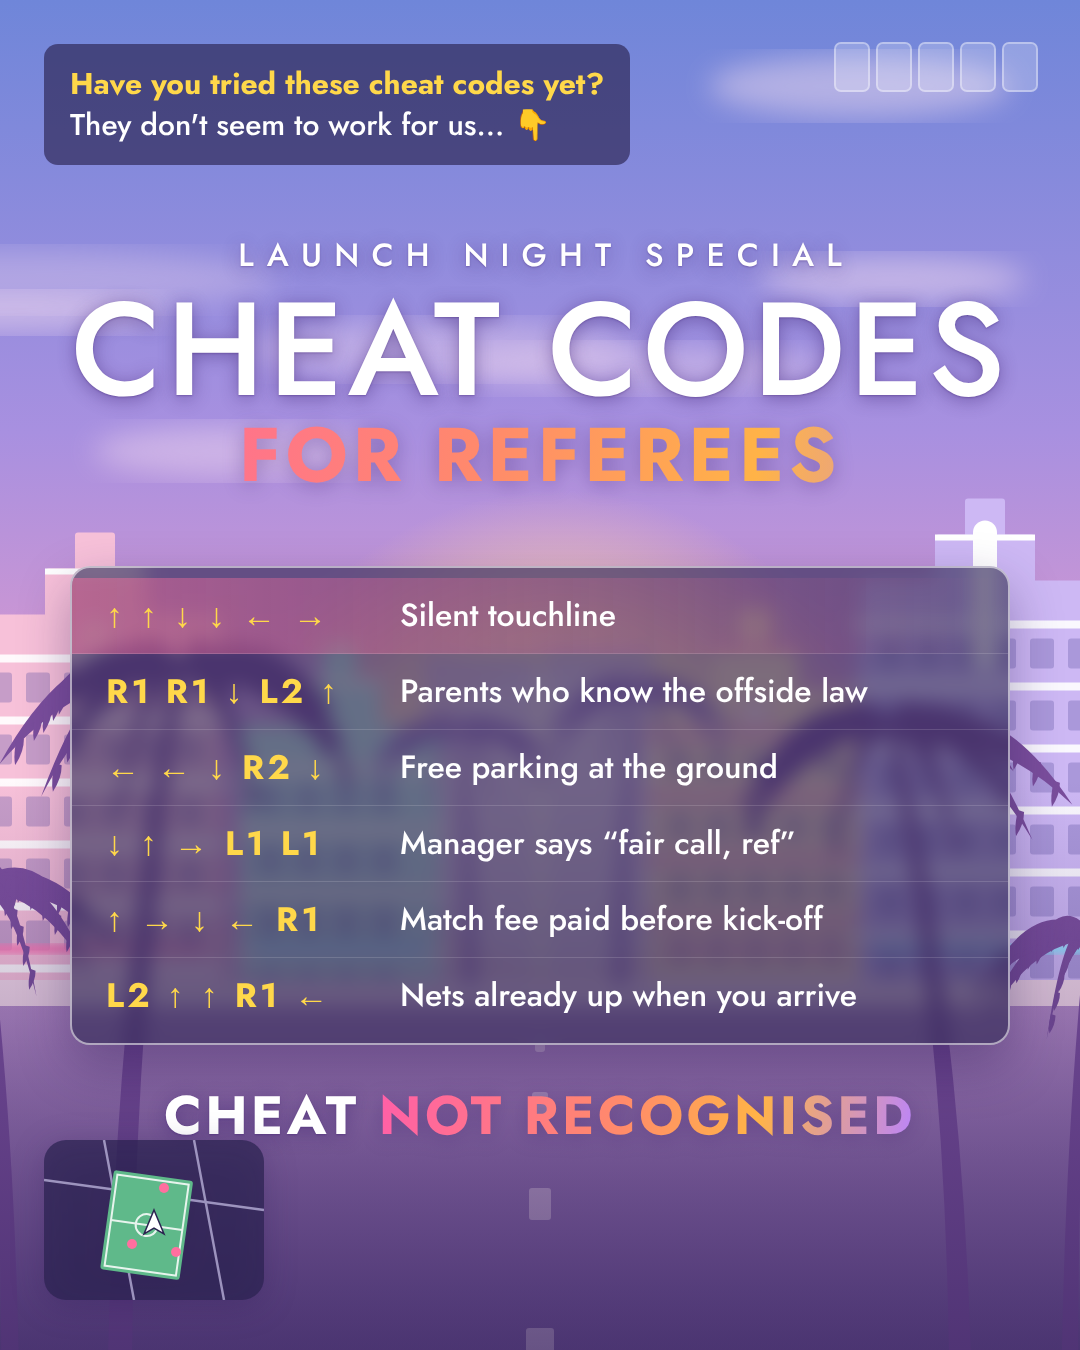 Have you tried these cheat codes yet?
They don't seem to work for us... 👇
LAUNCH NIGHT SPECIAL
CHEAT CODES
FOR REFEREES
↑ ↑ ↓ ↓ ← → Silent touchline
R1 R1 ↓ L2 ↑ Parents who know the offside law
← ← ↓ R2 ↓ Free parking at the ground
↓ ↑ → L1 L1 Manager says “fair call, ref”
↑ → ↓ ← R1 Match fee paid before kick-off
L2 ↑ ↑ R1 ← Nets already up when you arrive
CHEAT NOT RECOGNISED